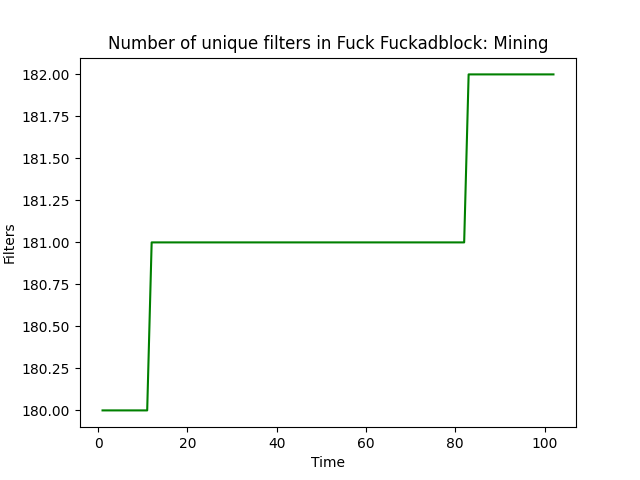 Number of unique filters in Fuck Fuckadblock: Mining
182.00
181.75
181.50
181.25
181.00
180.75
180.50
180.25
180.00
Filters
0 20 40 60 80 100
Time